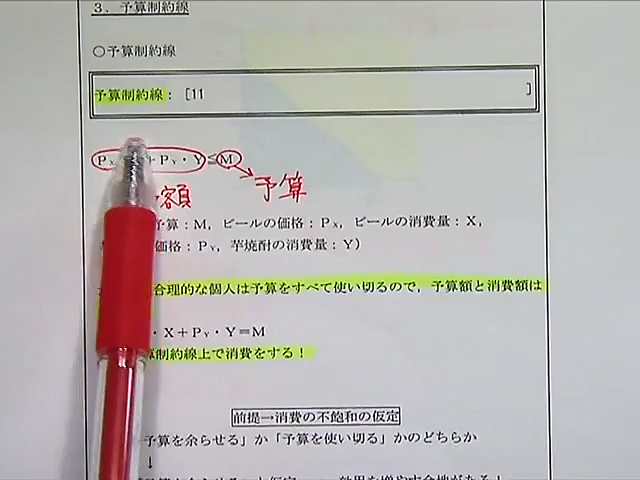 3．予算制約線
○予算制約線
予算制約線：［11 ］
Px +PY・Y≦M
額 予算
予算：M，ビールの価格：PX，ビールの消費量：X，
価格：PY，芋焼酎の消費量：Y）
合理的な個人は予算をすべて使い切るので，予算額と消費額は
・X＋PY・Y＝M
算制約線上で消費をする！
前提→消費の不飽和の仮定
予算を余らせる」か「予算を使い切る」かのどちらか
↓